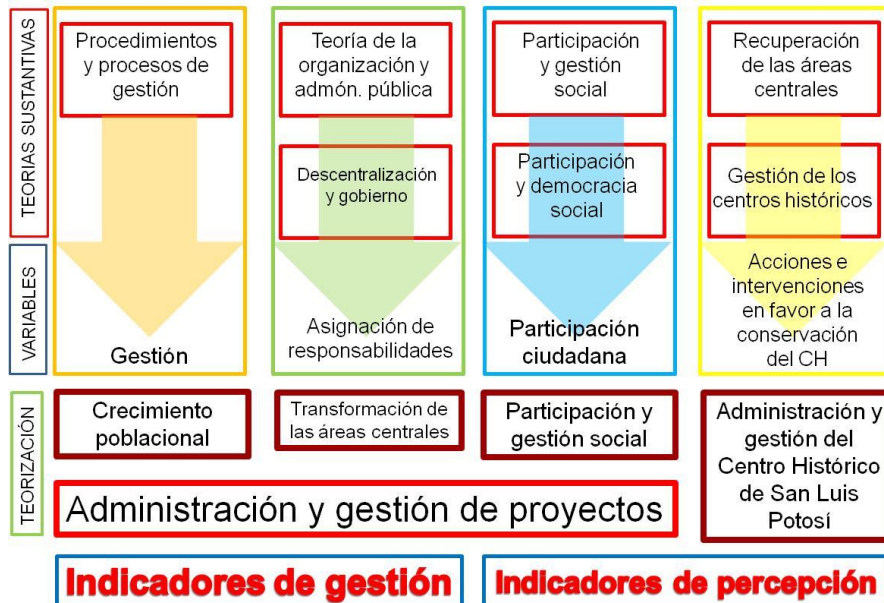 TEORIAS SUSTANTIVAS
Procedimientos
y procesos de
gestión
Teoría de la
organización y
admón. pública
Participación
y gestión
social
Recuperación
de las áreas
centrales
Descentralización
y gobierno
Participación
y democracia
social
Gestión de los
centros históricos
VARIABLES
Gestión
Asignación de
responsabilidades
Participación
ciudadana
Acciones e
intervenciones
en favor a la
conservación
del CH
TEORIZACIÓN
Crecimiento
poblacional
Transformación de
las áreas centrales
Participación y
gestión social
Administración y
gestión del
Centro Histórico
de San Luis
Potosí
Administración y gestión de proyectos
Indicadores de gestión
Indicadores de percepción